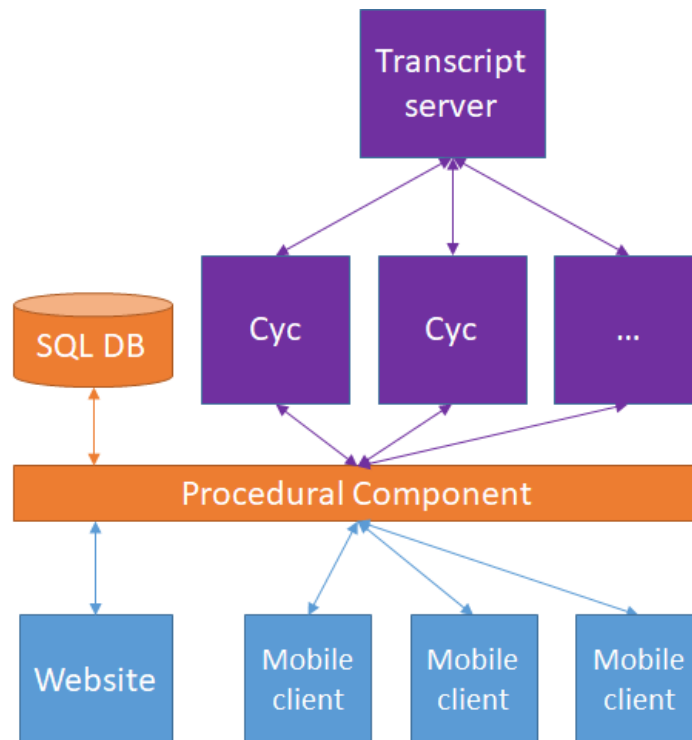 Transcript
server
Cyc
Cyc
...
SQL DB
Procedural Component
Website
Mobile
client
Mobile
client
Mobile
client